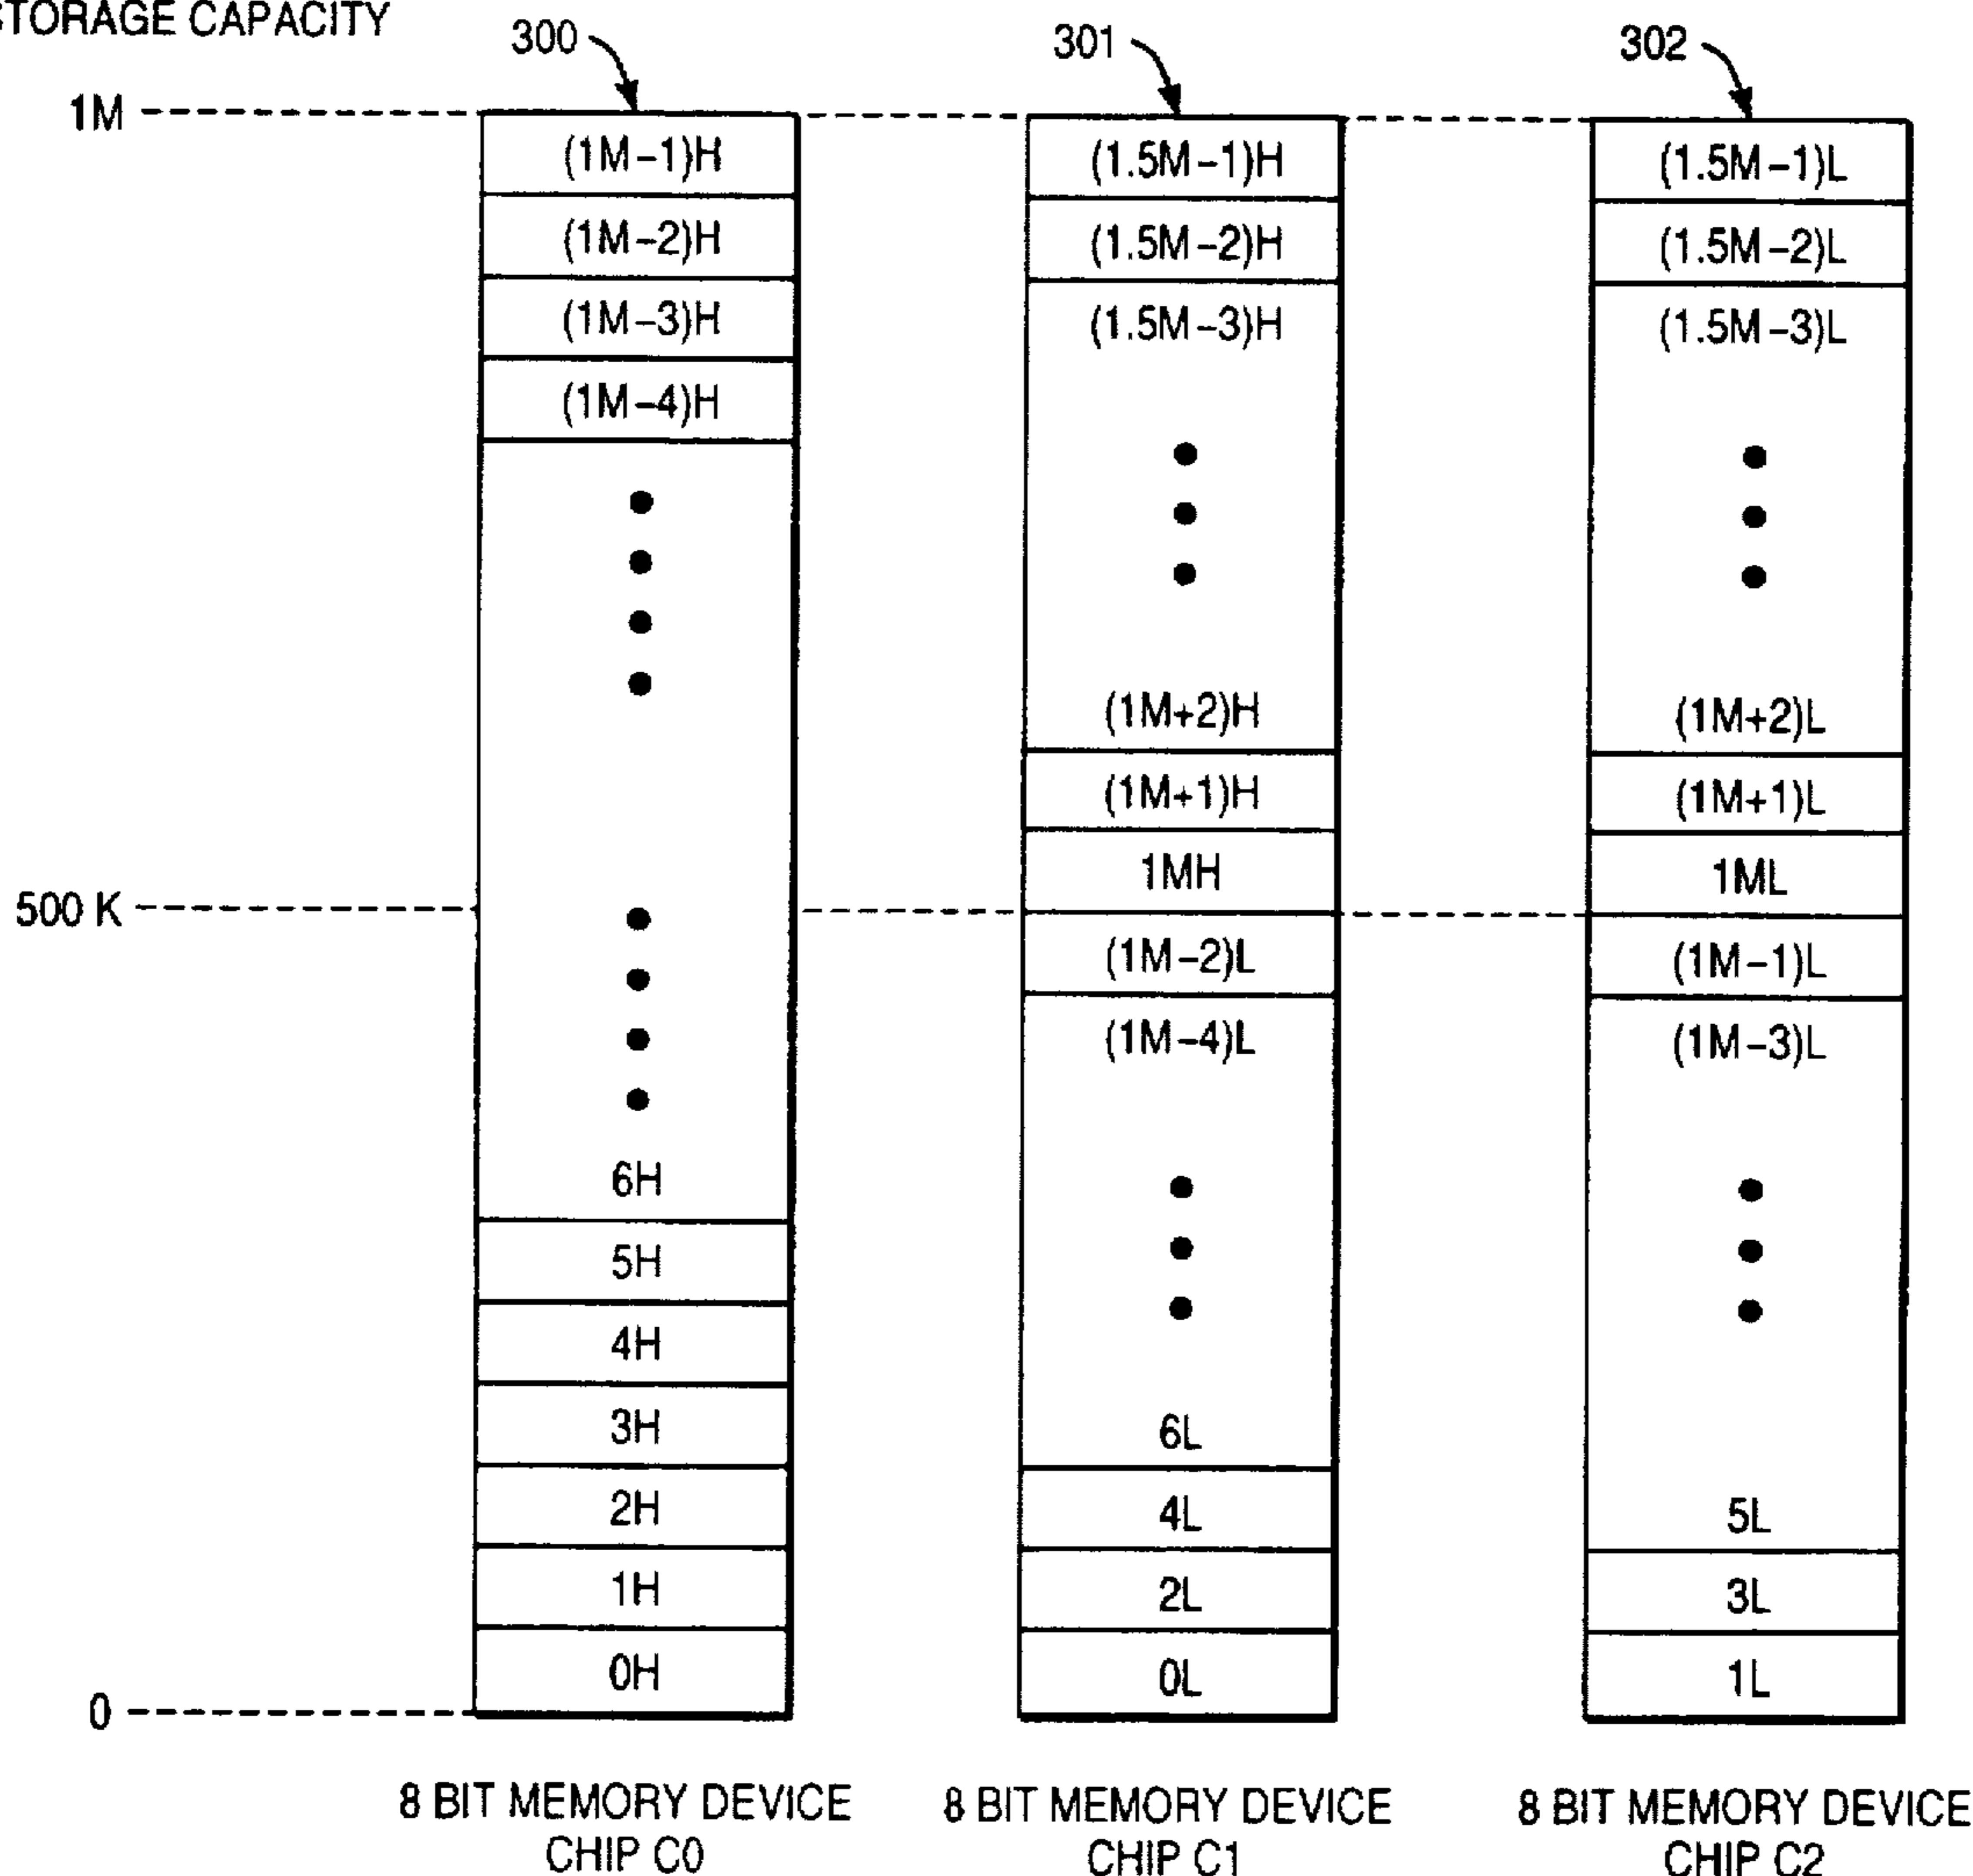 STORAGE CAPACITY
300
301
302
1M
(1M-1)H
(1M-2)H
(1M-3)H
(1M-4)H
6H
5H
4H
3H
2H
1H
0H
(1.5M-1)H
(1.5M-2)H
(1.5M-3)H
(1M+2)H
(1M+1)H
1MH
(1M-2)L
(1M-4)L
6L
4L
2L
0L
(1.5M-1)L
(1.5M-2)L
(1.5M-3)L
(1M+2)L
(1M+1)L
1ML
(1M-1)L
(1M-3)L
5L
3L
1L
500 K
0
8 BIT MEMORY DEVICE
CHIP C0
8 BIT MEMORY DEVICE
CHIP C1
8 BIT MEMORY DEVICE
CHIP C2